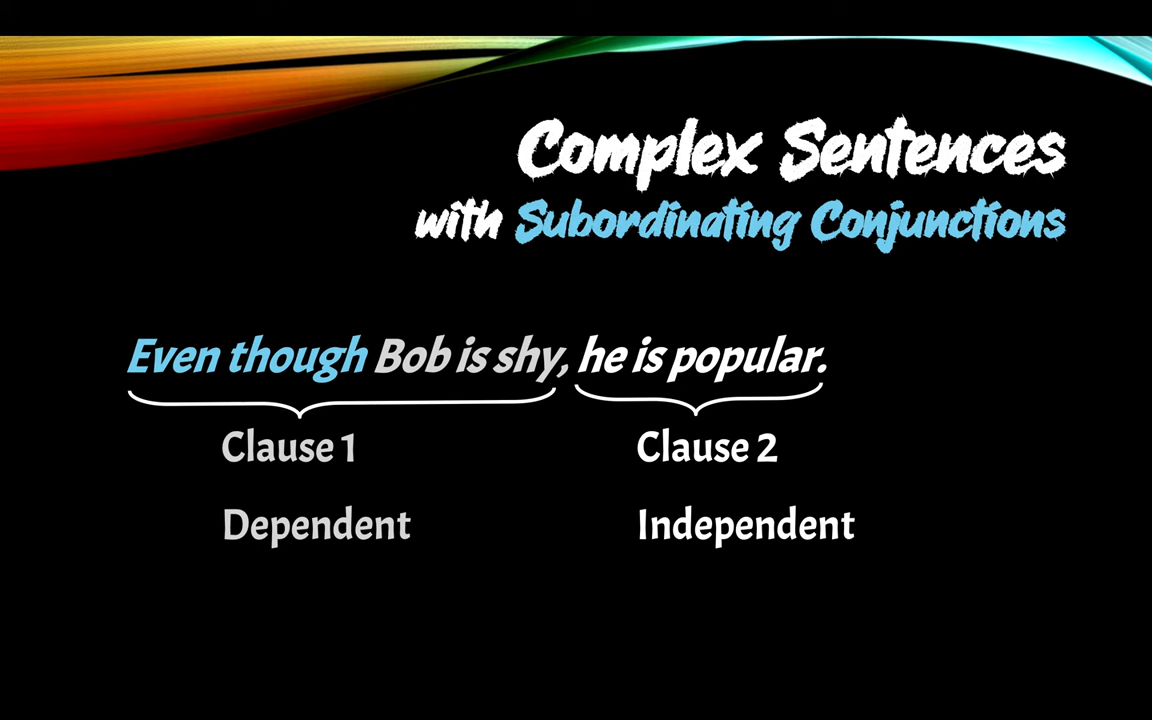 Complex Sentences
with Subordinating Conjunctions
Even though Bob is shy, he is popular.
Clause 1 Clause 2
Dependent Independent